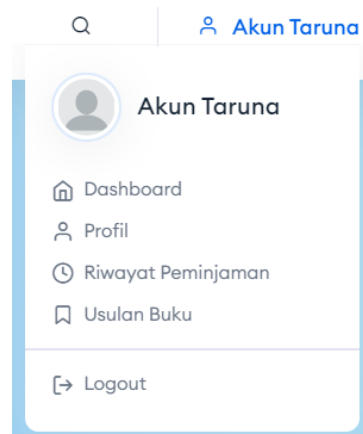 Akun Taruna
Akun Taruna
Dashboard
Profil
Riwayat Peminjaman
Usulan Buku
Logout